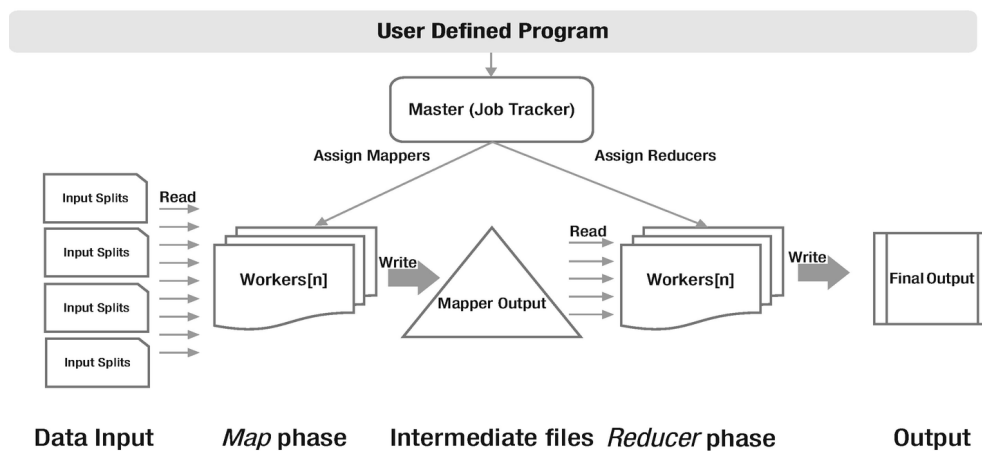 User Defined Program
Master (Job Tracker)
Assign Mappers
Assign Reducers
Input Splits
Read
Input Splits
Input Splits
Input Splits
Workers[n]
Write
Mapper Output
Read
Workers[n]
Write
Final Output
Data Input
Map phase
Intermediate files
Reducer phase
Output